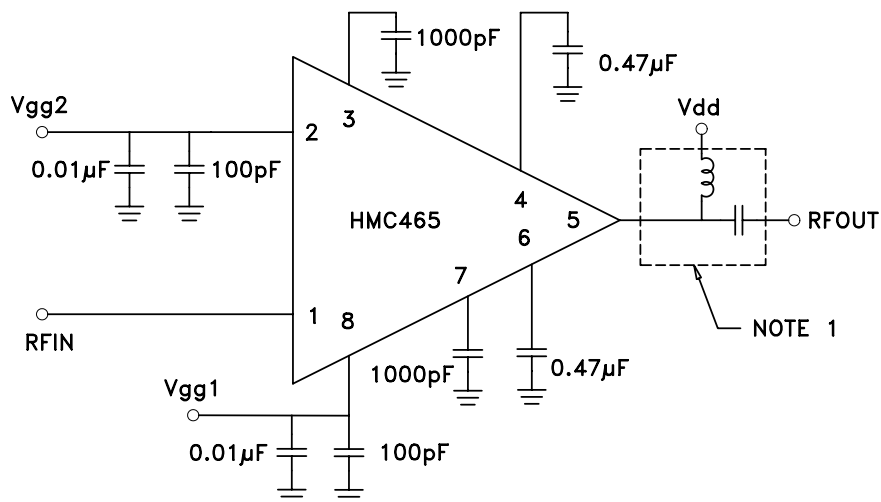 1000pF
0.47µF
Vgg2
Vdd
3
2
0.01µF
100pF
4
HMC465
5
RFOUT
6
7
1
8
RFIN
NOTE 1
1000pF
0.47µF
Vgg1
0.01µF
100pF